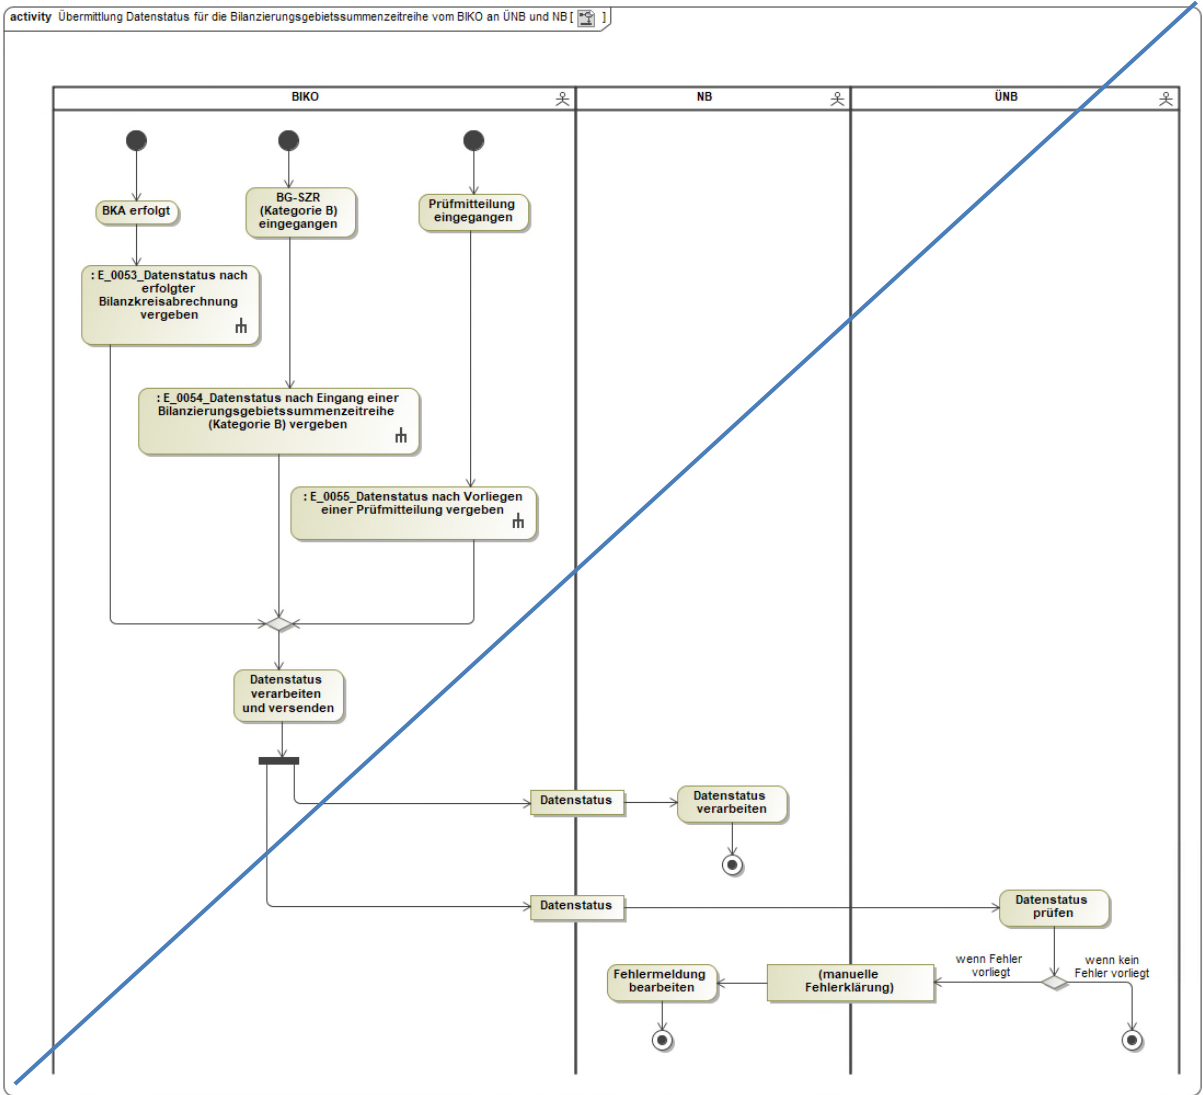 activity Übermittlung Datenstatus für die Bilanzierungsgebietssummenzeitreihe vom BIKO an ÜNB und NB [ ]
BIKO
NB
ÜNB
BKA erfolgt
BG-SZR
(Kategorie B)
eingegangen
Prüfmitteilung
eingegangen
: E_0053_Datenstatus nach
erfolgter
Bilanzkreisabrechnung
vergeben
: E_0054_Datenstatus nach Eingang einer
Bilanzierungsgebietssummenzeitreihe
(Kategorie B) vergeben
: E_0055_Datenstatus nach Vorliegen
einer Prüfmitteilung vergeben
Datenstatus
verarbeiten
und versenden
Datenstatus
Datenstatus
verarbeiten
Datenstatus
Datenstatus
prüfen
wenn Fehler
vorliegt
wenn kein
Fehler vorliegt
Fehlermeldung
bearbeiten
(manuelle
Fehlerklärung)